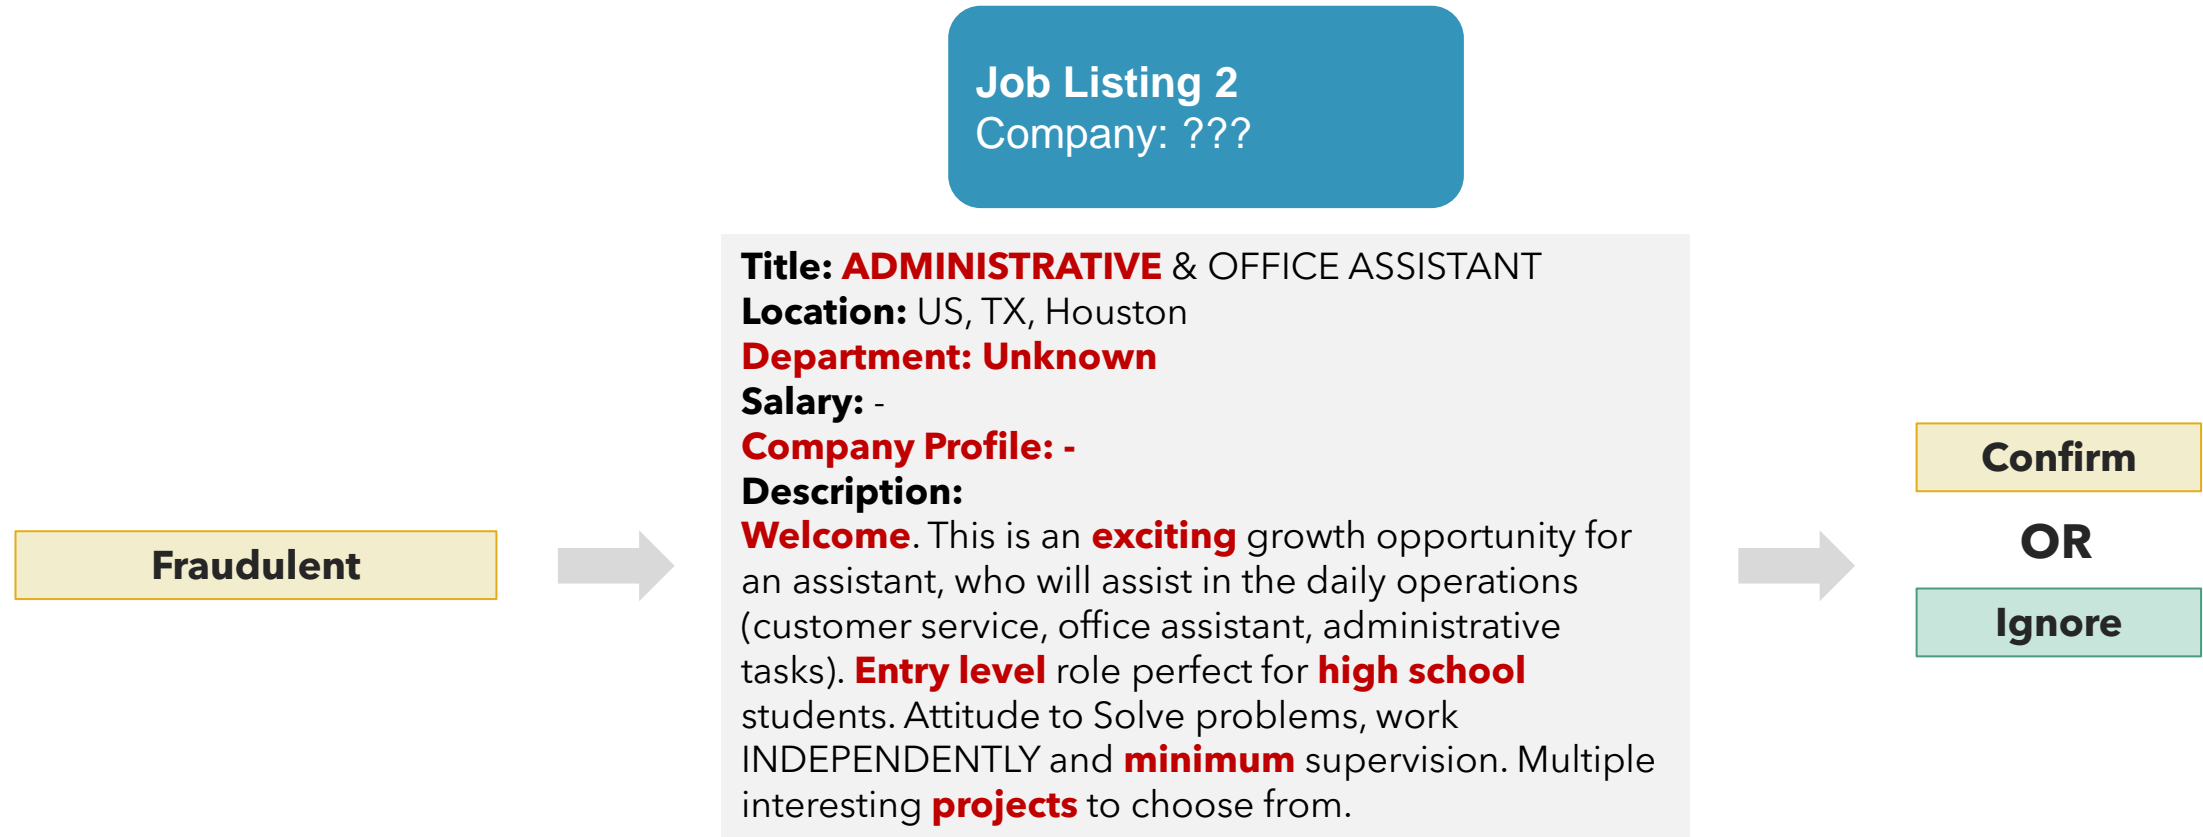 Job Listing 2
Company: ???
Title: ADMINISTRATIVE & OFFICE ASSISTANT
Location: US, TX, Houston
Department: Unknown
Salary: -
Company Profile: -
Description:
Welcome. This is an exciting growth opportunity for
an assistant, who will assist in the daily operations
(customer service, office assistant, administrative
tasks). Entry level role perfect for high school
students. Attitude to Solve problems, work
INDEPENDENTLY and minimum supervision. Multiple
interesting projects to choose from.
Fraudulent
Confirm
OR
Ignore